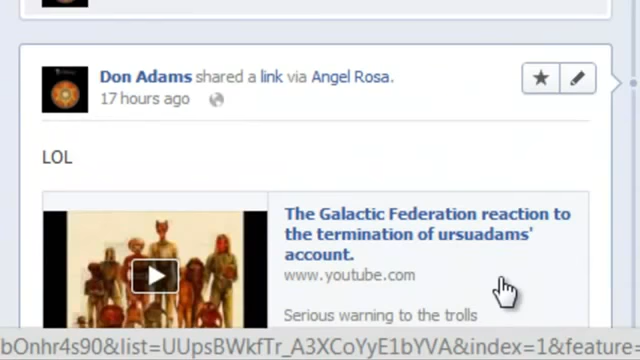 Don Adams shared a link via Angel Rosa.
17 hours ago
LOL
The Galactic Federation reaction to
the termination of ursuadams'
account.
www.youtube.com
Serious warning to the trolls
bOnhr4s90&list=UUpsBWkfTr_A3XCoYyE1bYVA&index=1&feature=